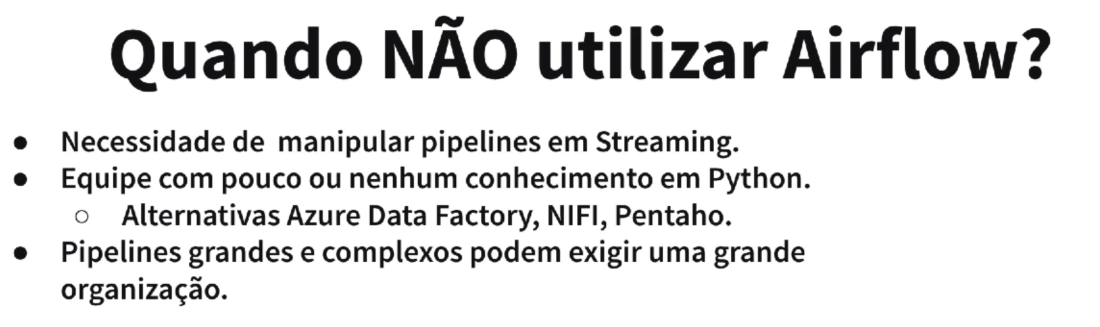 Quando NÃO utilizar Airflow?
● Necessidade de manipular pipelines em Streaming.
● Equipe com pouco ou nenhum conhecimento em Python.
○ Alternativas Azure Data Factory, NIFI, Pentaho.
● Pipelines grandes e complexos podem exigir uma grande
organização.